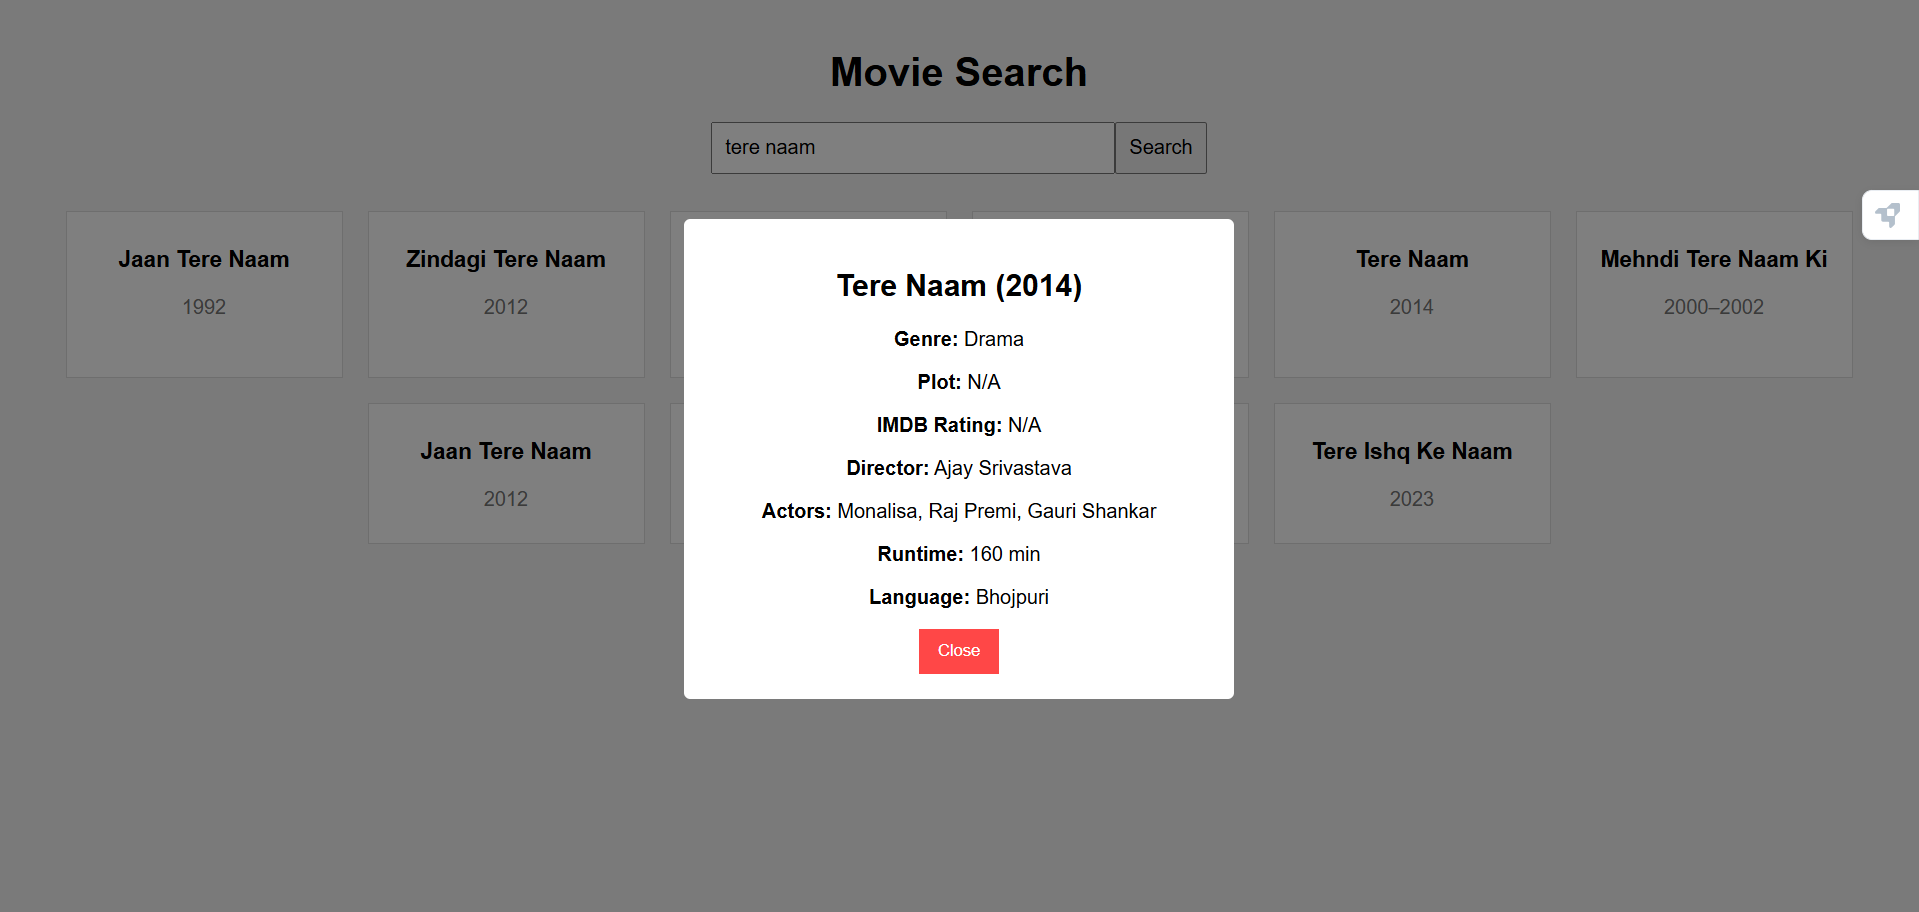 Movie Search
tere naam
Search
Jaan Tere Naam
1992
Zindagi Tere Naam
2012
Tere Naam
2014
Mehndi Tere Naam Ki
2000–2002
Jaan Tere Naam
2012
Tere Ishq Ke Naam
2023
Tere Naam (2014)
Genre: Drama
Plot: N/A
IMDB Rating: N/A
Director: Ajay Srivastava
Actors: Monalisa, Raj Premi, Gauri Shankar
Runtime: 160 min
Language: Bhojpuri
Close